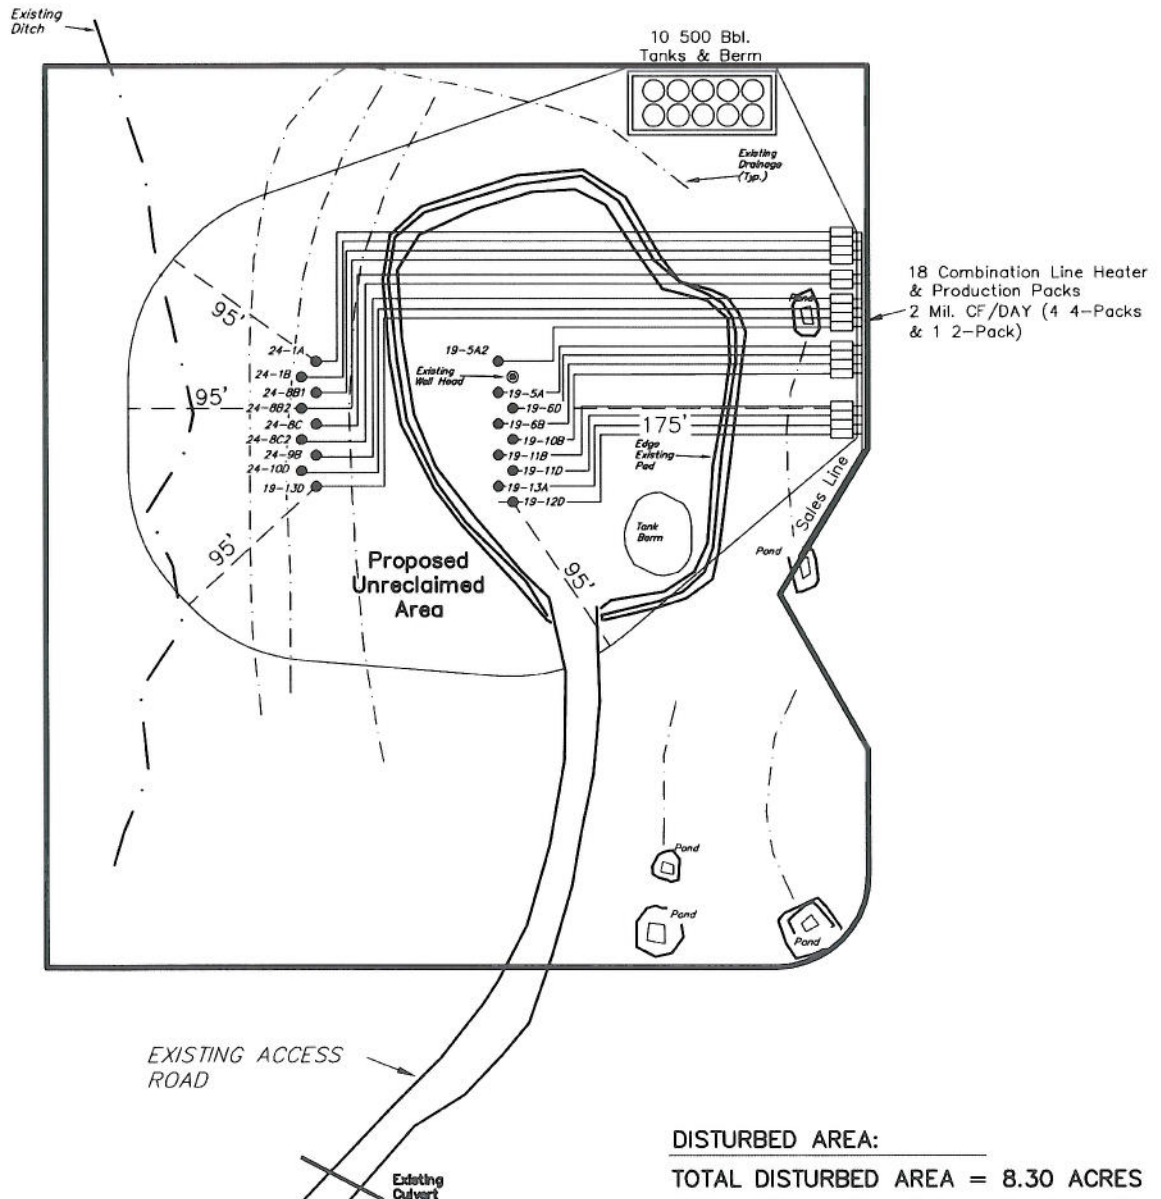 Existing
Ditch
10 500 Bbl.
Tanks & Berm
Existing
Drainage
(Typ.)
18 Combination Line Heater
& Production Packs
2 Mil. CF/DAY (4 4-Packs
& 1 2-Pack)
Pond
95'
24-1A
24-1B
24-8B1
24-8B2
24-8C
24-8C2
24-9B
24-10D
19-13D
95'
95'
19-5A2
Existing
Well Head
19-5A
19-6D
19-6B
19-10B
19-11B
19-11D
19-13A
19-12D
175'
Edge
Existing
Pad
Sales Line
Tank
Berm
Pond
95'
Proposed
Unreclaimed
Area
Pond
Pond
Pond
EXISTING ACCESS
ROAD
Existing
Culvert
DISTURBED AREA:
TOTAL DISTURBED AREA = 8.30 ACRES